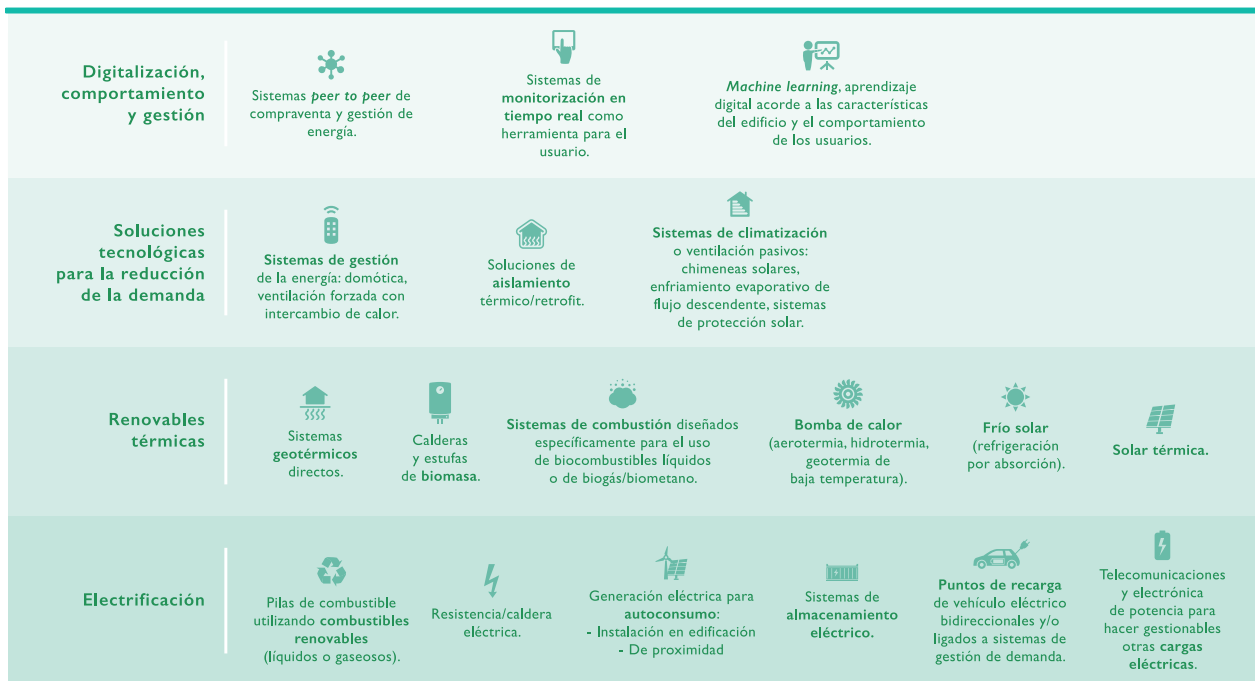 Digitalización,
comportamiento
y gestión
Sistemas peer to peer de
compraventa y gestión de
energía.
Sistemas de
monitorización en
tiempo real como
herramienta para el
usuario.
Machine learning, aprendizaje
digital acorde a las características
del edificio y el comportamiento
de los usuarios.
Soluciones
tecnológicas
para la reducción
de la demanda
Sistemas de gestión
de la energía: domótica,
ventilación forzada con
intercambio de calor.
Soluciones de
aislamiento
térmico/retrofit.
Sistemas de climatización
o ventilación pasivos:
chimeneas solares,
enfriamiento evaporativo de
flujo descendente, sistemas
de protección solar.
Renovables
térmicas
Sistemas
geotérmicos
directos.
Calderas
y estufas
de biomasa.
Sistemas de combustión diseñados
específicamente para el uso
de biocombustibles líquidos
o de biogás/biometano.
Bomba de calor
(aerotermia, hidrotermia,
geotermia de
baja temperatura).
Frío solar
(refrigeración
por absorción).
Solar térmica.
Electrificación
Pilas de combustible
utilizando combustibles
renovables
(líquidos o gaseosos).
Resistencia/caldera
eléctrica.
Generación eléctrica para
autoconsumo:
- Instalación en edificación
- De proximidad
Sistemas de
almacenamiento
eléctrico.
Puntos de recarga
de vehículo eléctrico
bidireccionales y/o
ligados a sistemas de
gestión de demanda.
Telecomunicaciones
y electrónica
de potencia para
hacer gestionables
otras cargas
eléctricas.